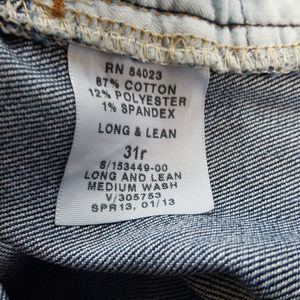 RN 54023
87% COTTON
12% POLYESTER
1% SPANDEX
LONG & LEAN
31r
S/153449-00
LONG AND LEAN
MEDIUM WASH
V/305753
SPR13, 01/13